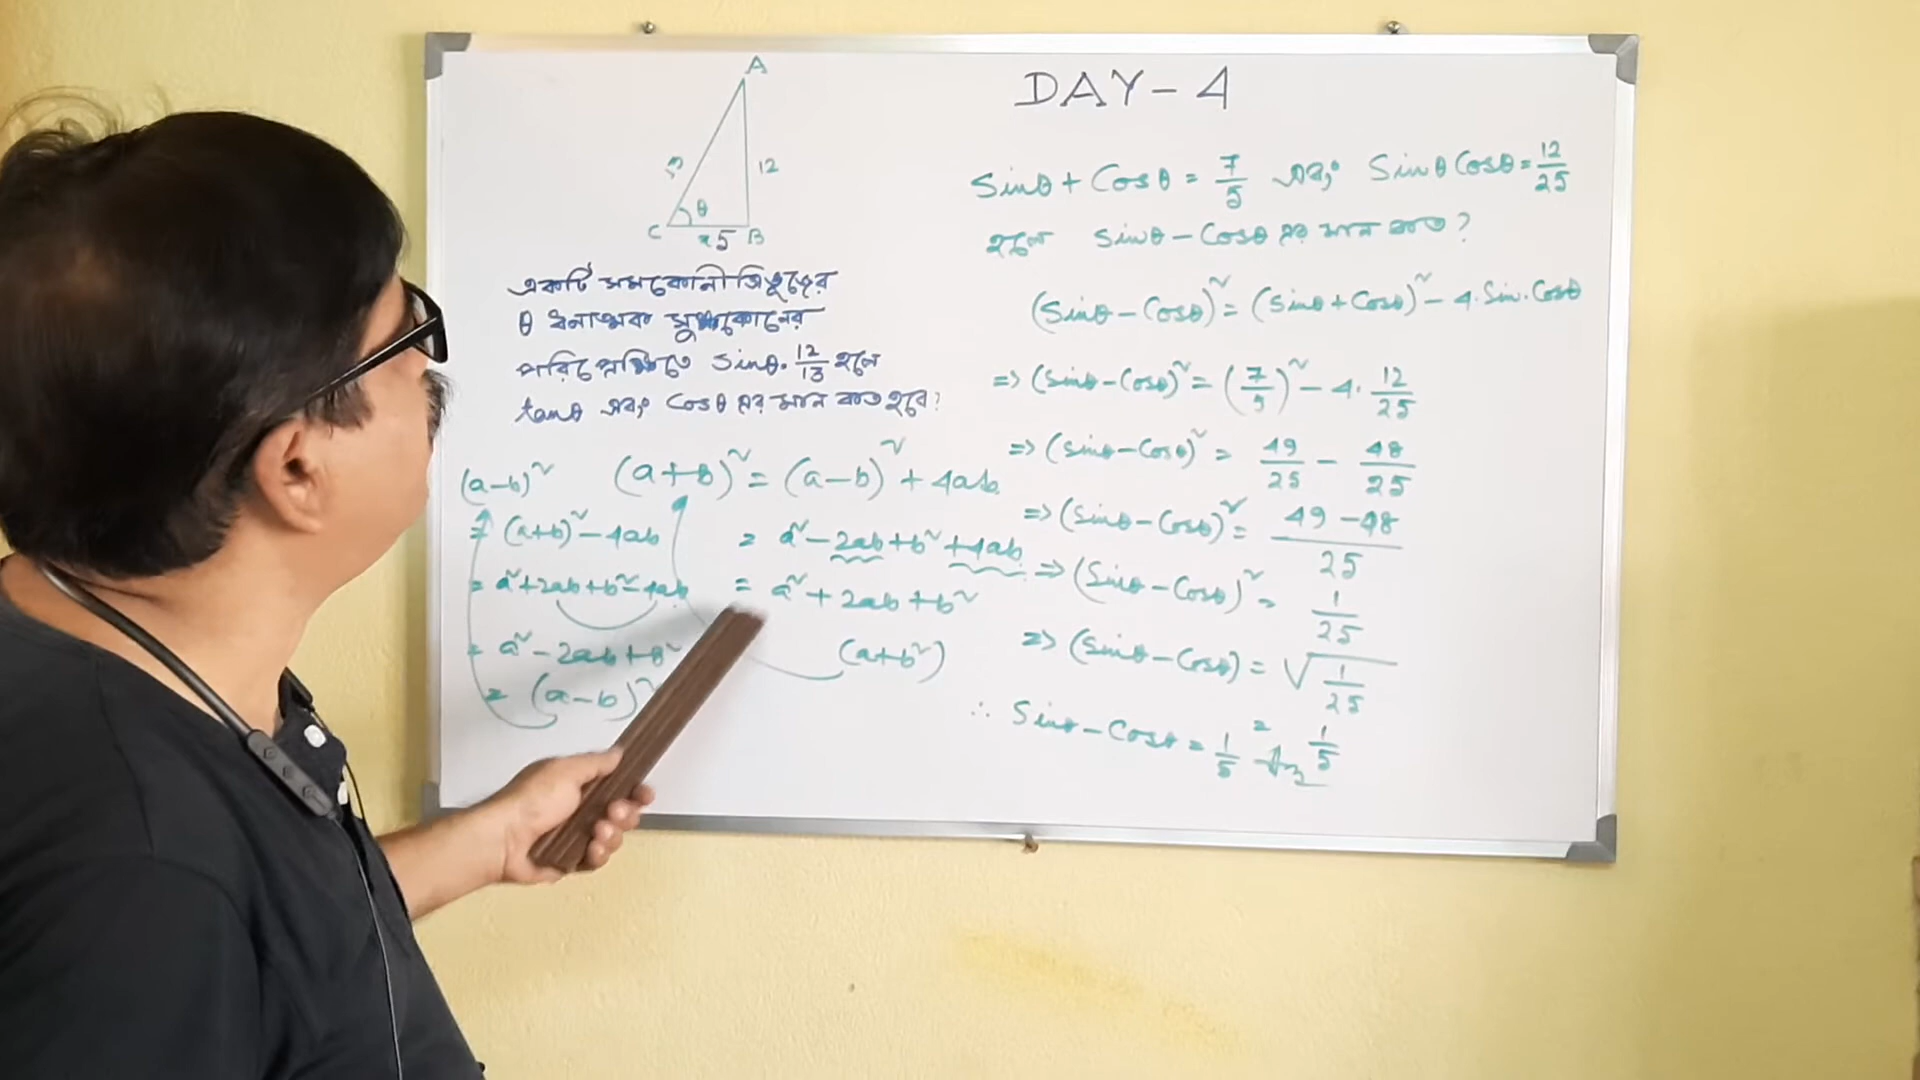 DAY-4
A
12
13
θ
C
5
B
একটি সমকোনী ত্রিভুজের
θ ধনাত্মক সুক্ষকোনের
পরিপ্রেক্ষিতে sinθ. 12/13 হলে
tanθ এবং cosθ এর মান কত হবে?
(a-b)²
= (a+b)² - 4ab
= a²+2ab+b²-4ab
= a²-2ab+b²
= (a-b)²
(a+b)² = (a-b)² + 4ab
= a²-2ab+b²+4ab
= a²+2ab+b²
(a+b²)
Sinθ + Cosθ = 7/5 এবং Sinθ Cosθ = 12/25
হলে sinθ - Cosθ এর মান কত?
(Sinθ - Cosθ)² = (Sinθ + Cosθ)² - 4.Sin.Cosθ
=> (Sinθ - Cosθ)² = (7/5)² - 4. 12/25
=> (Sinθ - Cosθ)² = 49/25 - 48/25
=> (Sinθ - Cosθ)² = 49-48/25
=> (Sinθ - Cosθ)² = 1/25
=> (Sinθ - Cosθ) = √1/25
= 1/5
∴ Sinθ - Cosθ = 1/5 Ans